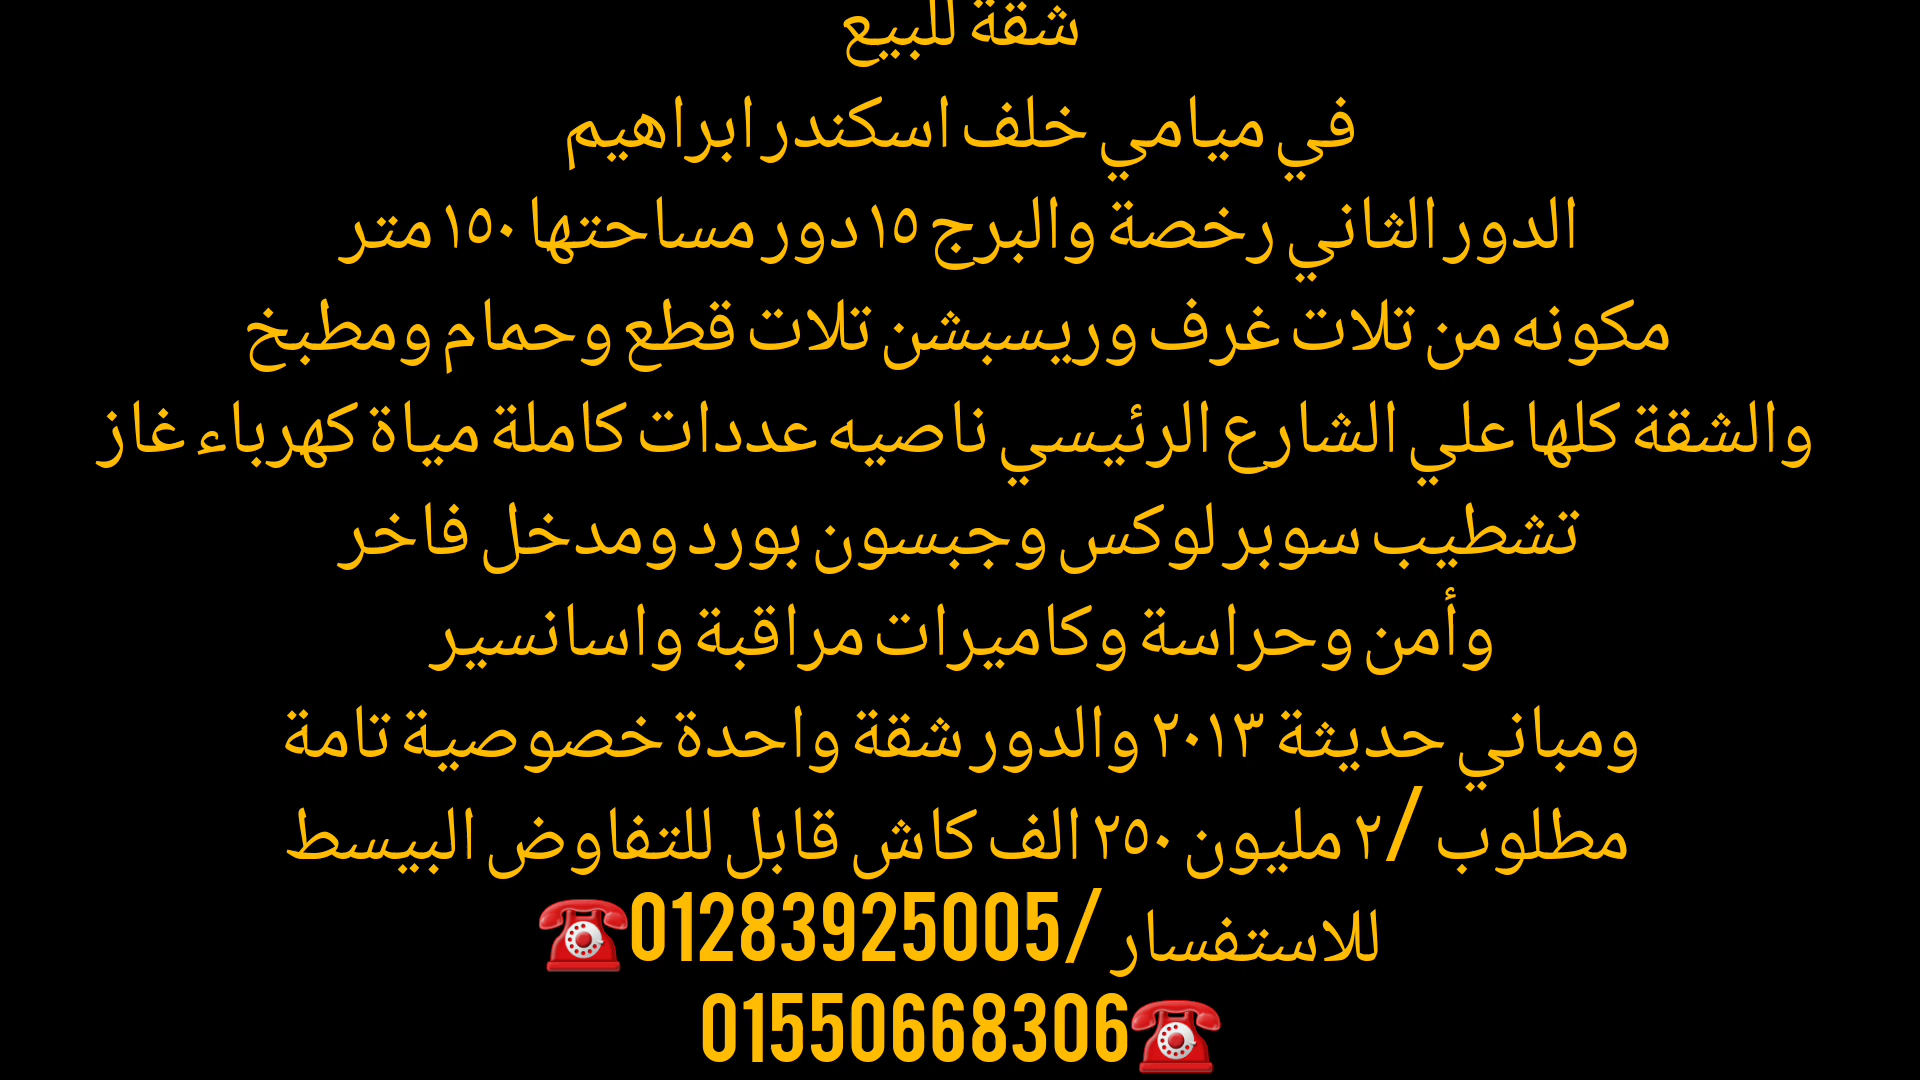 شقة للبيع
في ميامي خلف اسكندر ابراهيم
الدور الثاني رخصة والبرج ١٥ دور مساحتها ١٥٠ متر
مكونه من تلات غرف وريسبشن تلات قطع وحمام ومطبخ
والشقة كلها علي الشارع الرئيسي ناصيه عددات كاملة مياة كهرباء غاز
تشطيب سوبر لوكس وجبسون بورد ومدخل فاخر
وأمن وحراسة وكاميرات مراقبة واسانسير
ومباني حديثة ٢٠١٣ والدور شقة واحدة خصوصية تامة
مطلوب /٢ مليون ٢٥٠ الف كاش قابل للتفاوض البيسط
للاستفسار /01283925005☎️
01550668306☎️